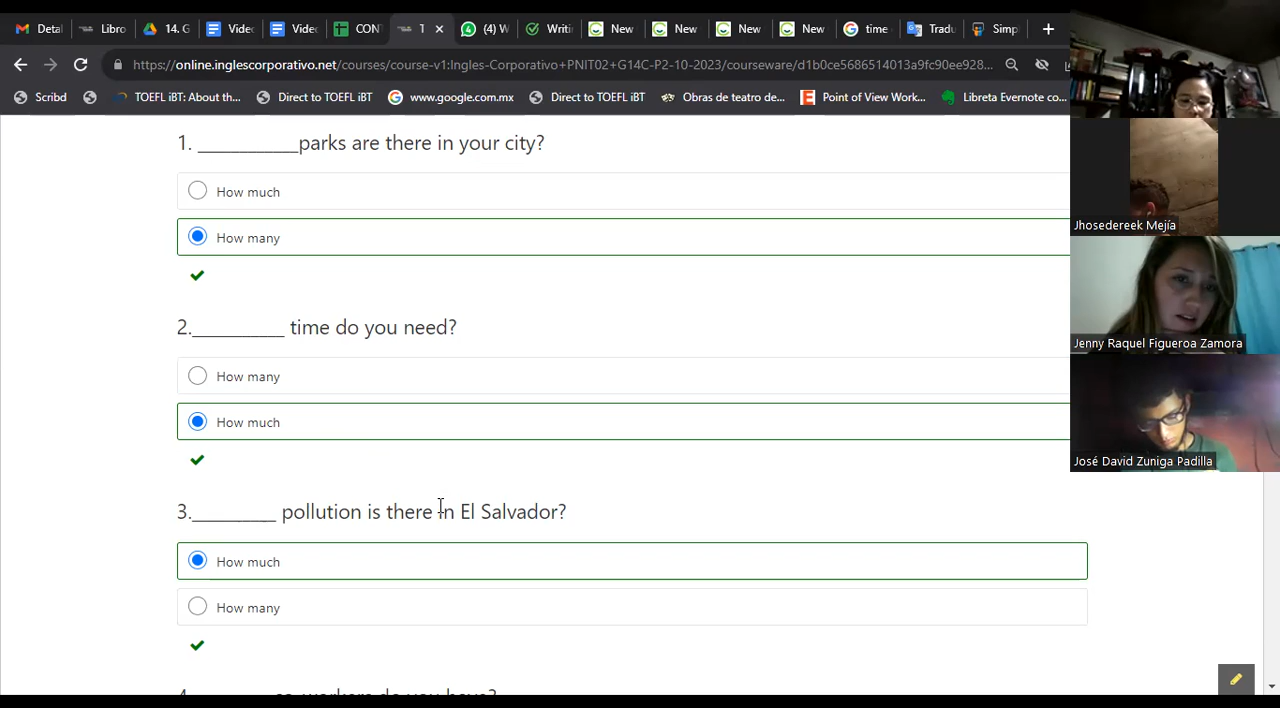 Detal
Libro
14. G
Videc
Videc
CON
1
(4) W
Writi
New
New
New
New
time
Tradu
Simp
https://online.inglescorporativo.net/courses/course-v1:Ingles-Corporativo+PNIT02+G14C-P2-10-2023/courseware/d1b0ce5686514013a9fc90ee928...
Scribd
TOEFL iBT: About th...
Direct to TOEFL iBT
www.google.com.mx
Direct to TOEFL iBT
Obras de teatro de...
Point of View Work...
Libreta Evernote co...
1. ___________parks are there in your city?
How much
How many
2.__________ time do you need?
How many
How much
3._________ pollution is there in El Salvador?
How much
How many
Jhosedereek Mejía
Jenny Raquel Figueroa Zamora
José David Zuniga Padilla